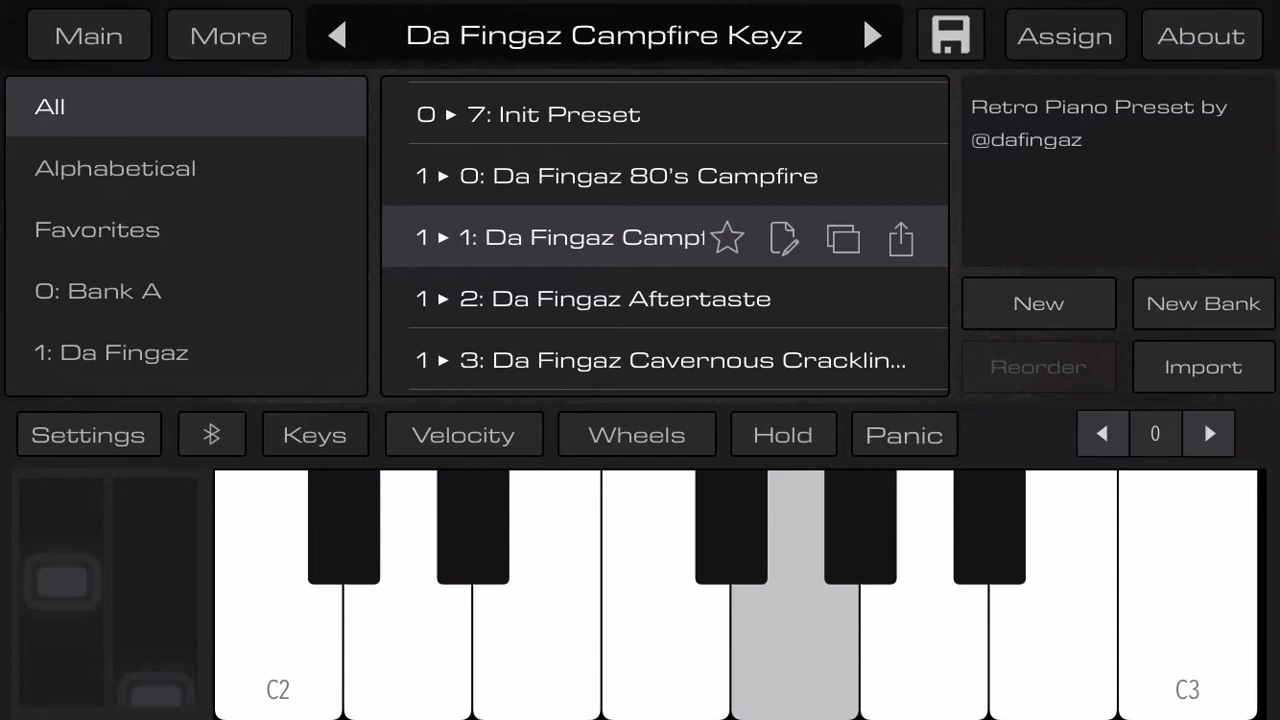 Main
More
Da Fingaz Campfire Keyz
Assign
About
All
Alphabetical
Favorites
0: Bank A
1: Da Fingaz
0 ▸ 7: Init Preset
1 ▸ 0: Da Fingaz 80's Campfire
1 ▸ 1: Da Fingaz Campf
1 ▸ 2: Da Fingaz Aftertaste
1 ▸ 3: Da Fingaz Cavernous Cracklin...
Retro Piano Preset by
@dafingaz
New
New Bank
Reorder
Import
Settings
Keys
Velocity
Wheels
Hold
Panic
0
C2
C3